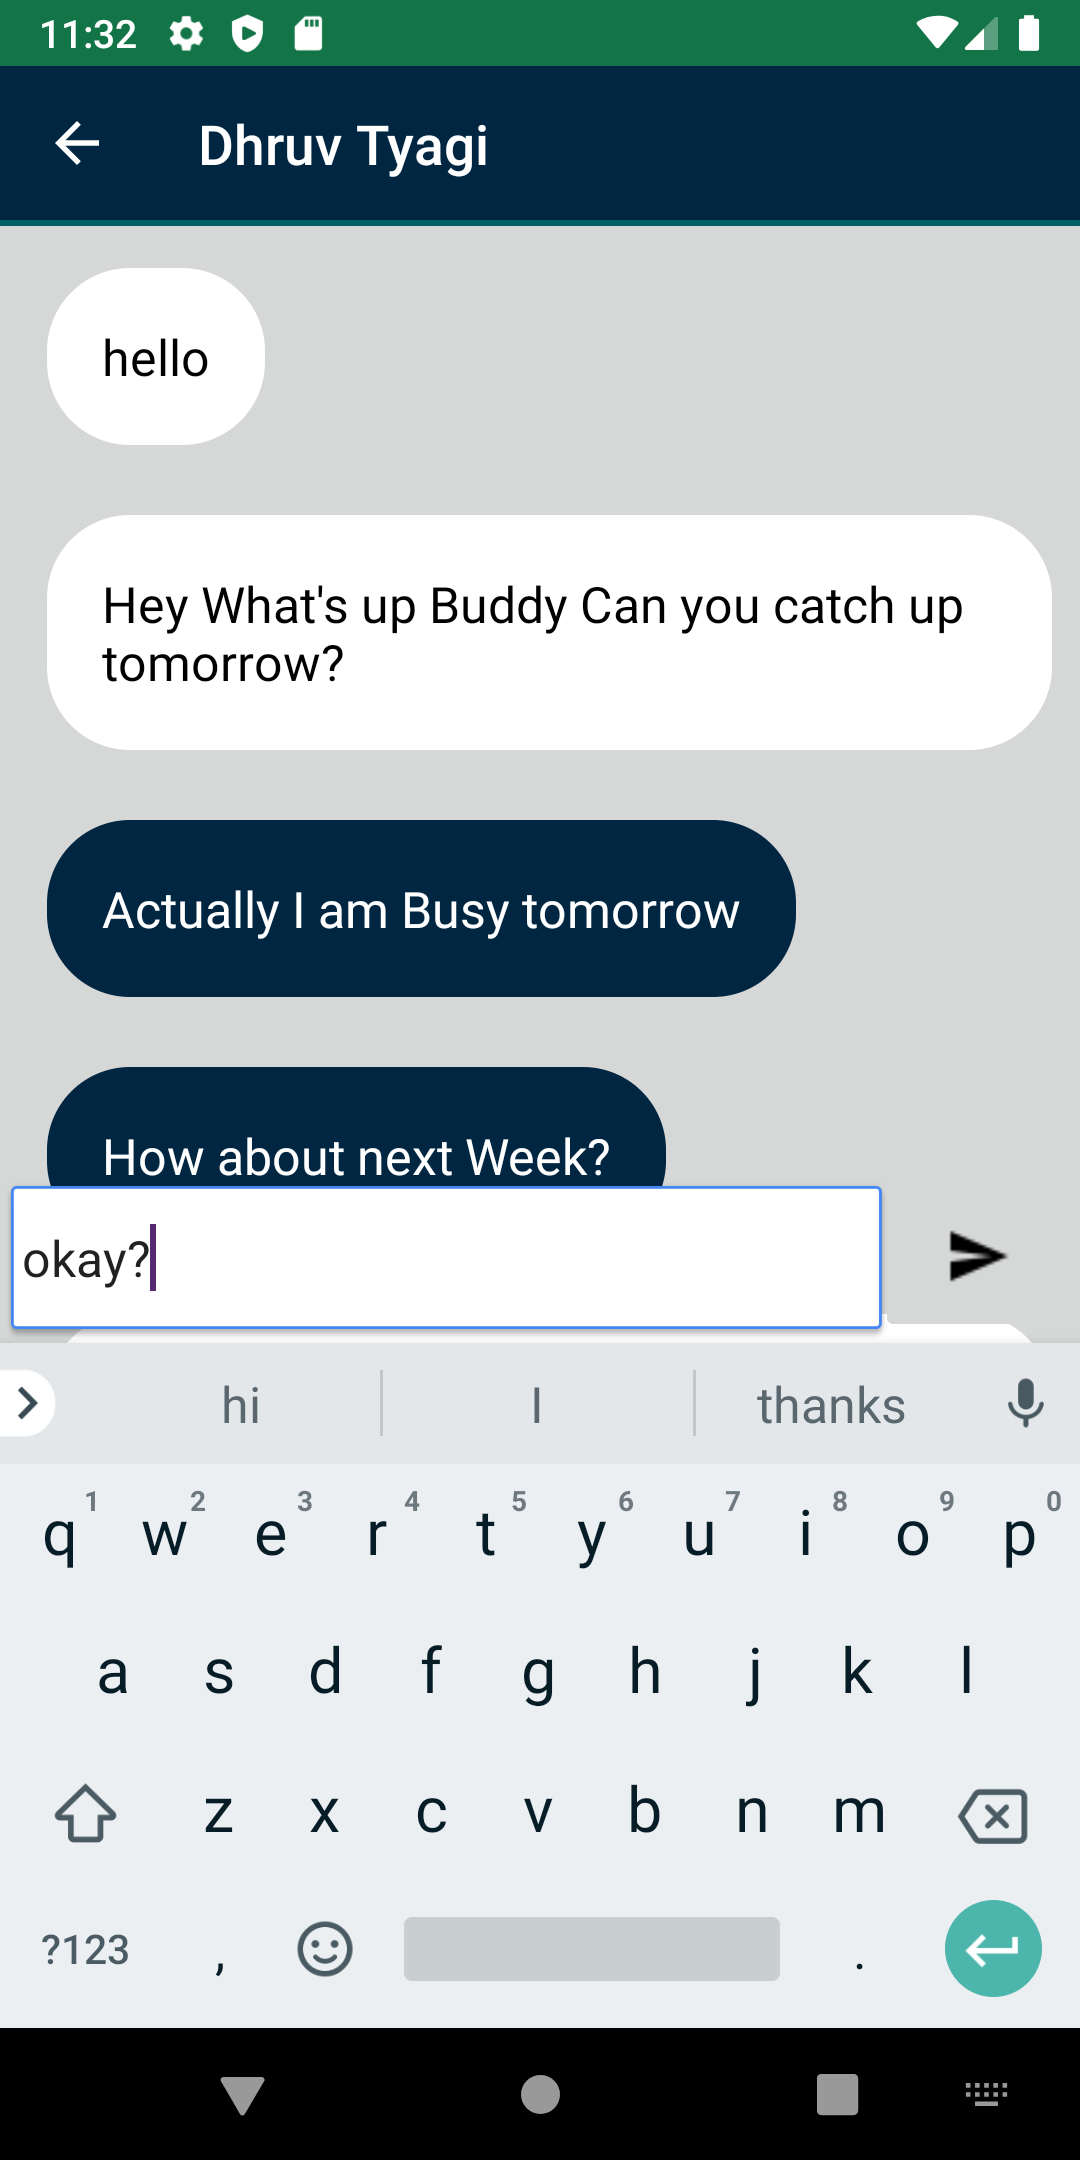 11:32
Dhruv Tyagi
hello
Hey What's up Buddy Can you catch up
tomorrow?
Actually I am Busy tomorrow
How about next Week?
okay?
hi I thanks
1 2 3 4 5 6 7 8 9 0
q w e r t y u i o p
a s d f g h j k l
z x c v b n m
?123 , .